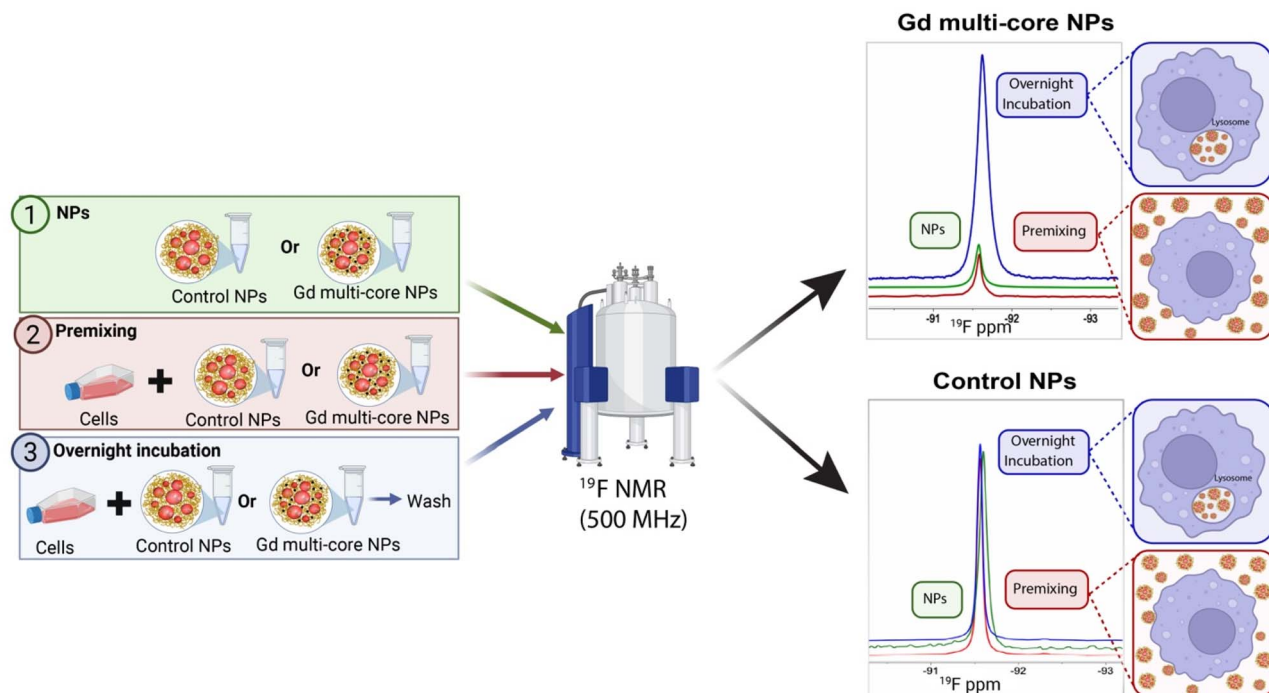 1
NPs
Or
Control NPs
Gd multi-core NPs
2
Premixing
Or
Cells
Control NPs
Gd multi-core NPs
3
Overnight incubation
Or
Wash
Cells
Control NPs
Gd multi-core NPs
¹⁹F NMR
(500 MHz)
Gd multi-core NPs
Overnight
Incubation
NPs
Premixing
-91
-92
-93
¹⁹F ppm
Lysosome
Control NPs
Overnight
Incubation
NPs
Premixing
-91
-92
-93
¹⁹F ppm
Lysosome